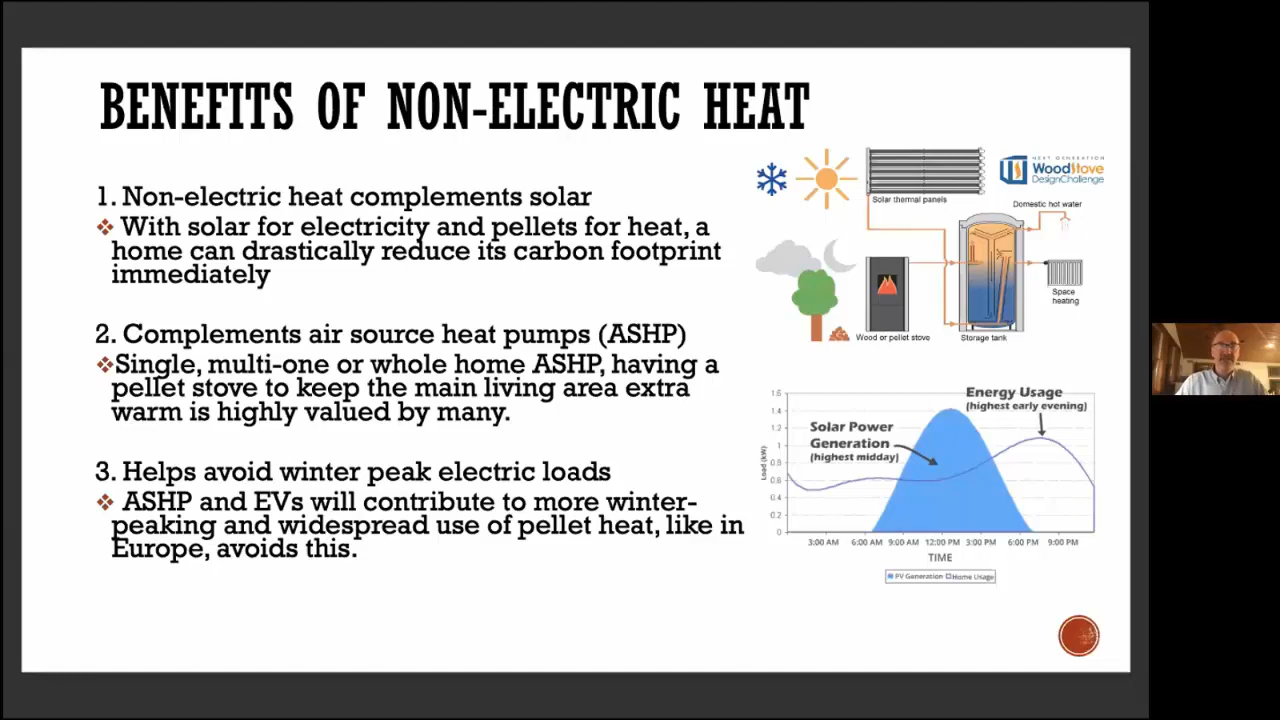 BENEFITS OF NON-ELECTRIC HEAT
1. Non-electric heat complements solar
With solar for electricity and pellets for heat, a
home can drastically reduce its carbon footprint
immediately
2. Complements air source heat pumps (ASHP)
Single, multi-one or whole home ASHP, having a
pellet stove to keep the main living area extra
warm is highly valued by many.
3. Helps avoid winter peak electric loads
ASHP and EVs will contribute to more winter-
peaking and widespread use of pellet heat, like in
Europe, avoids this.
NEXT GENERATION
WoodStove
DesignChallenge
Solar thermal panels
Domestic hot water
Space
heating
Wood or pellet stove
Storage tank
Energy Usage
(highest early evening)
Solar Power
Generation
(highest midday)
Load (kW)
1.6
1.4
1.2
1
0.8
0.6
0.4
0.2
0
3:00 AM 6:00 AM 9:00 AM 12:00 PM 3:00 PM 6:00 PM 9:00 PM
TIME
PV Generation Home Usage